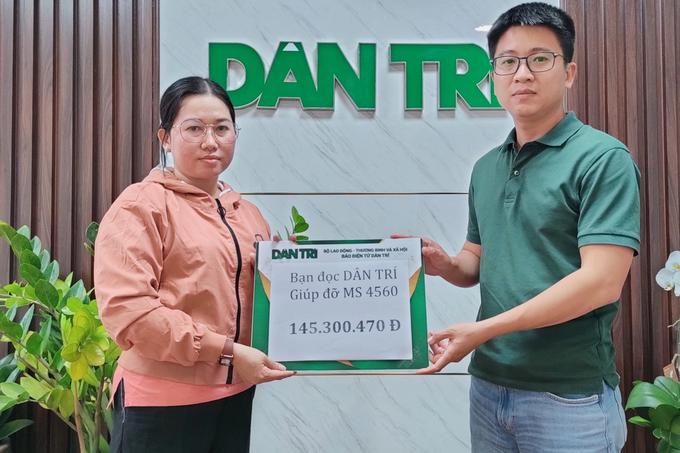 DÂN TRÍ
DÂN TRÍ
BỘ LAO ĐỘNG - THƯƠNG BINH VÀ XÃ HỘI
BÁO ĐIỆN TỬ DÂN TRÍ
Bạn đọc DÂN TRÍ
Giúp đỡ MS 4560
145.300.470 Đ